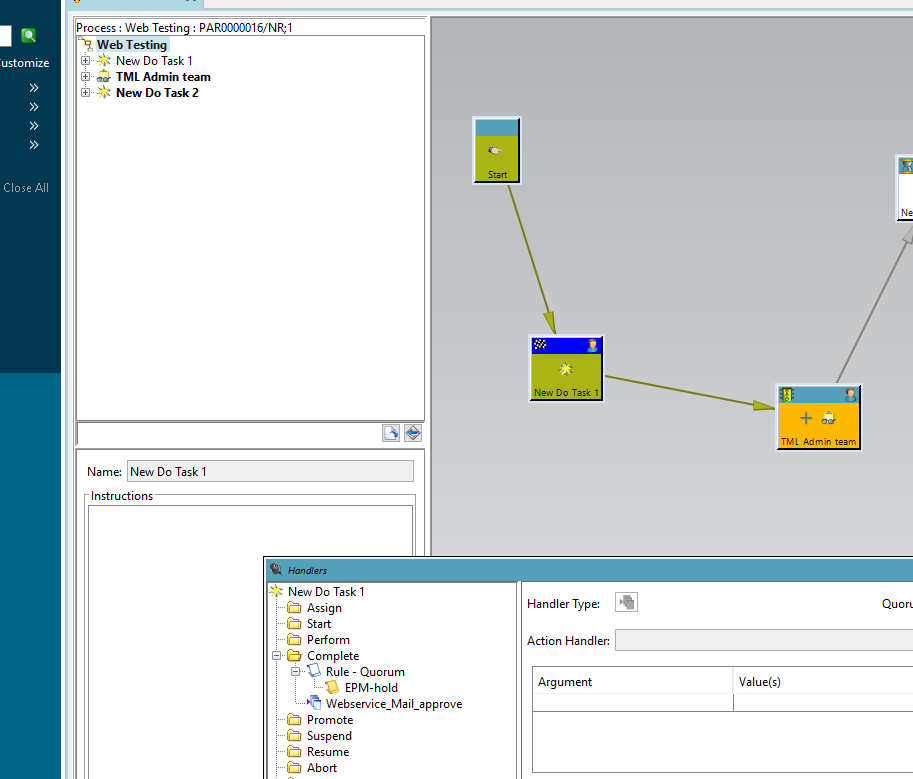 Process : Web Testing : PAR0000016/NR;1
Web Testing
New Do Task 1
TML Admin team
New Do Task 2
ustomize
Close All
Start
New Do Task 1
TML Admin team
Ne
Name: New Do Task 1
Instructions
Handlers
New Do Task 1
Assign
Start
Perform
Complete
Rule - Quorum
EPM-hold
Webservice_Mail_approve
Promote
Suspend
Resume
Abort
Handler Type: Quoru
Action Handler:
Argument Value(s)